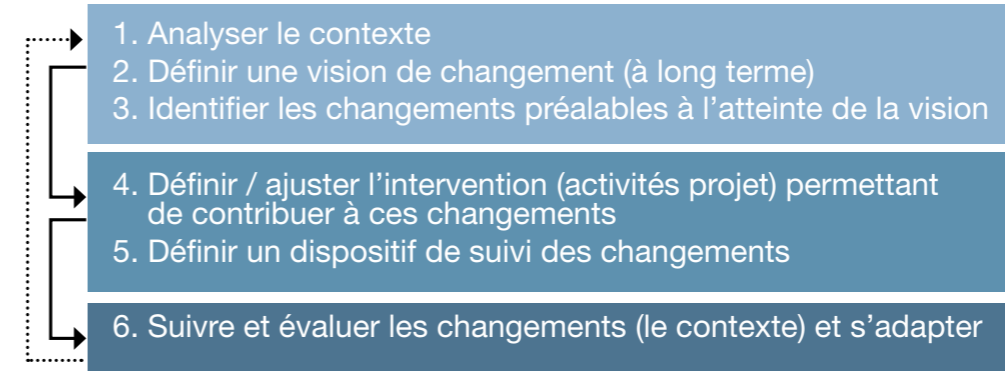 1. Analyser le contexte
2. Définir une vision de changement (à long terme)
3. Identifier les changements préalables à l’atteinte de la vision
4. Définir / ajuster l’intervention (activités projet) permettant
de contribuer à ces changements
5. Définir un dispositif de suivi des changements
6. Suivre et évaluer les changements (le contexte) et s’adapter